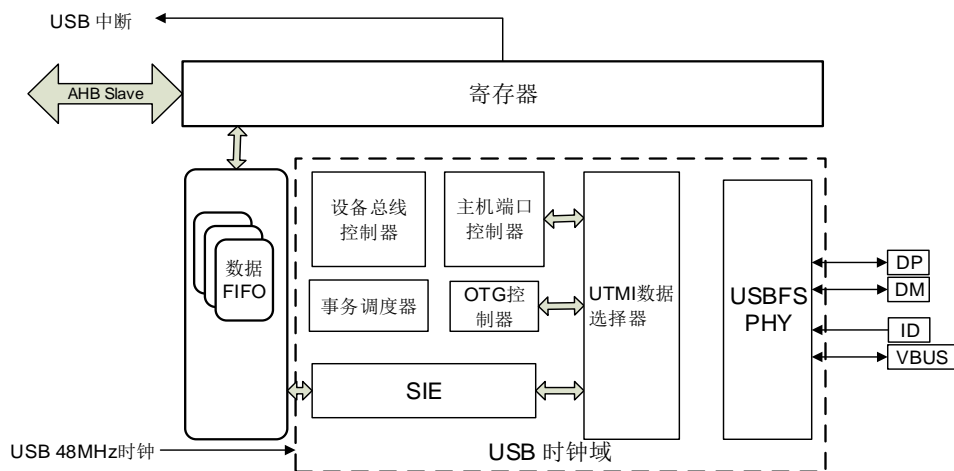 USB 中断
AHB Slave
寄存器
设备总线
控制器
主机端口
控制器
数据
FIFO
事务调度器
OTG控
制器
UTMI数据
选择器
USBFS
PHY
DP
DM
ID
VBUS
SIE
USB 48MHz时钟
USB 时钟域